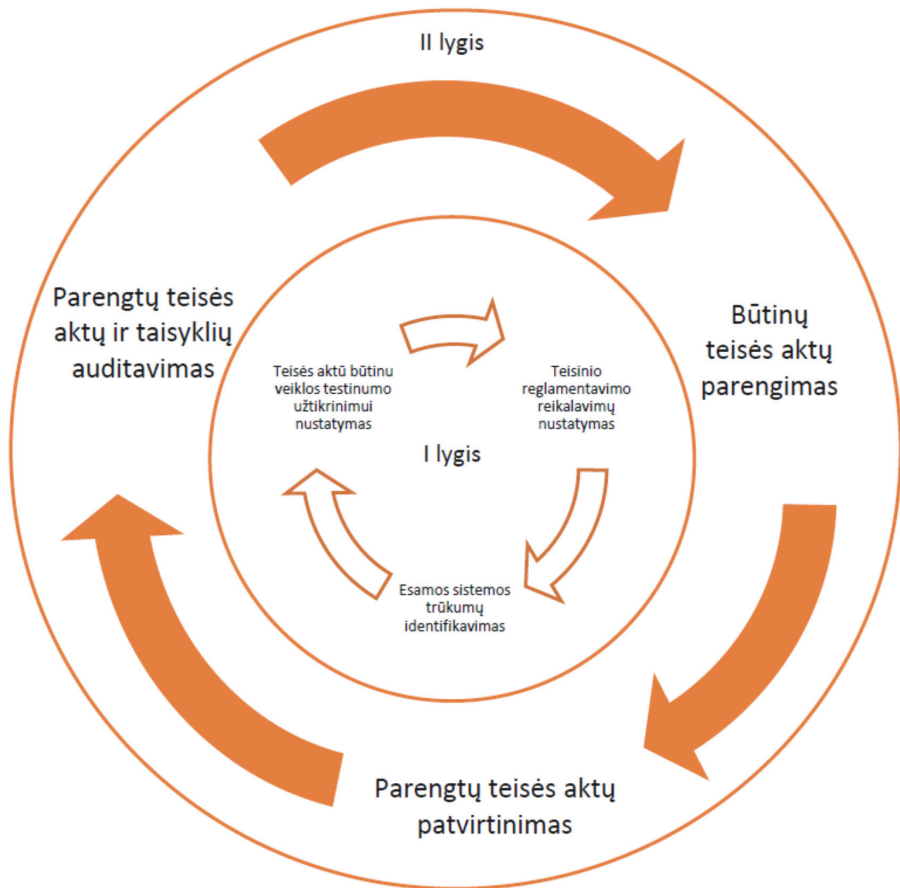 II lygis
Parengtų teisės
aktų ir taisyklių
auditavimas
Būtinų
teisės aktų
parengimas
Teisės aktų būtinu
veiklos testinumo
užtikrinimui
nustatymas
Teisinio
reglamentavimo
reikalavimų
nustatymas
I lygis
Esamos sistemos
trūkumų
identifikavimas
Parengtų teisės aktų
patvirtinimas